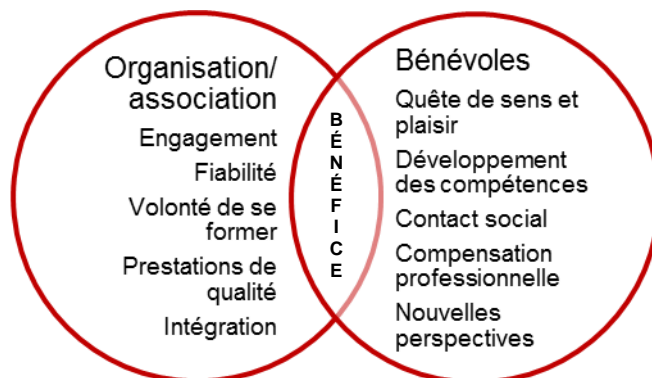 Organisation/
association
Engagement
Fiabilité
Volonté de se
former
Prestations de
qualité
Intégration
BÉNÉFICE
Bénévoles
Quête de sens et
plaisir
Développement
des compétences
Contact social
Compensation
professionnelle
Nouvelles
perspectives